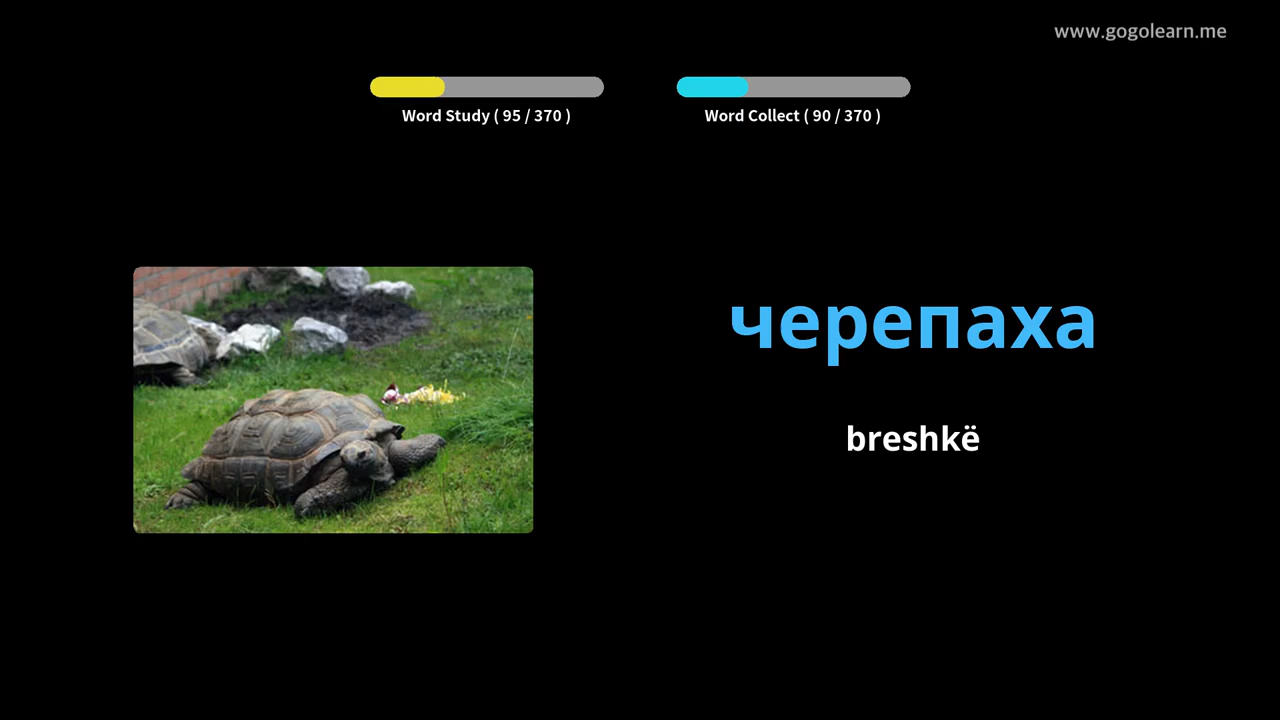 www.gogolearn.me
Word Study ( 95 / 370 )
Word Collect ( 90 / 370 )
черепаха
breshkë